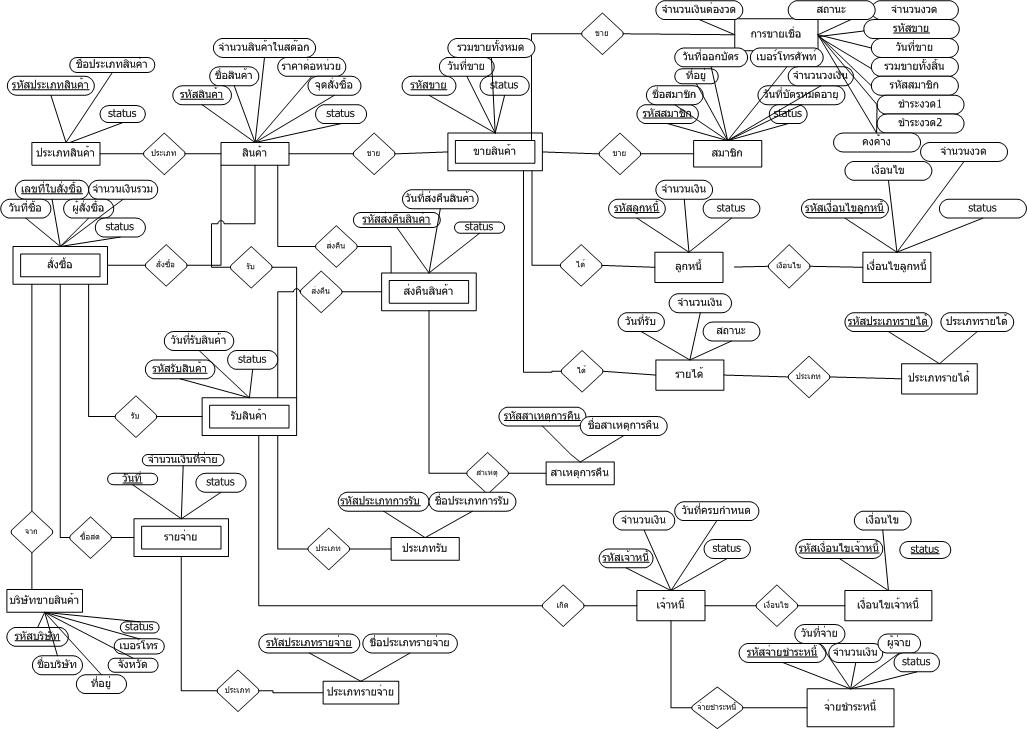 จำนวนเงินต่องวด
สถานะ
จำนวนงวด
รหัสขาย
วันที่ขาย
รวมขายทั้งสิ้น
รหัสสมาชิก
ชำระงวด1
ชำระงวด2
คงค้าง
การขายเชื่อ
ขาย
ชื่อประเภทสินค้า
รหัสประเภทสินค้า
status
ประเภทสินค้า
ประเภท
จำนวนสินค้าในสต๊อก
ราคาต่อหน่วย
ชื่อสินค้า
จุดสั่งซื้อ
รหัสสินค้า
status
สินค้า
ขาย
รวมขายทั้งหมด
วันที่ขาย
รหัสขาย
status
ขายสินค้า
ขาย
วันที่ออกบัตร
เบอร์โทรศัพท์
ที่อยู่
จำนวนวงเงิน
ชื่อสมาชิก
วันที่บัตรหมดอายุ
รหัสสมาชิก
status
สมาชิก
เลขที่ใบสั่งซื้อ
จำนวนเงินรวม
วันที่ซื้อ
ผู้สั่งซื้อ
status
สั่งซื้อ
สั่งซื้อ
รับ
ส่งคืน
ส่งคืน
วันที่ส่งคืนสินค้า
รหัสส่งคืนสินค้า
status
ส่งคืนสินค้า
จำนวนเงิน
รหัสลูกหนี้
status
ได้
ลูกหนี้
เงื่อนไข
จำนวนงวด
เงื่อนไข
รหัสเงื่อนไขลูกหนี้
status
เงื่อนไขลูกหนี้
จำนวนเงิน
วันที่รับ
สถานะ
ได้
รายได้
ประเภท
รหัสประเภทรายได้
ประเภทรายได้
ประเภทรายได้
วันที่รับสินค้า
รหัสรับสินค้า
status
รับ
รับสินค้า
รหัสสาเหตุการคืน
ชื่อสาเหตุการคืน
สาเหตุ
สาเหตุการคืน
จำนวนเงินที่จ่าย
วันที่
status
จาก
ซื้อสด
รายจ่าย
รหัสประเภทการรับ
ชื่อประเภทการรับ
ประเภท
ประเภทรับ
วันที่ครบกำหนด
จำนวนเงิน
รหัสเจ้าหนี้
status
เกิด
เจ้าหนี้
เงื่อนไข
เงื่อนไข
รหัสเงื่อนไขเจ้าหนี้
status
เงื่อนไขเจ้าหนี้
บริษัทขายสินค้า
รหัสบริษัท
status
เบอร์โทร
ชื่อบริษัท
จังหวัด
ที่อยู่
รหัสประเภทรายจ่าย
ชื่อประเภทรายจ่าย
ประเภท
ประเภทรายจ่าย
วันที่จ่าย
ผู้จ่าย
รหัสจ่ายชำระหนี้
จำนวนเงิน
status
จ่ายชำระหนี้
จ่ายชำระหนี้